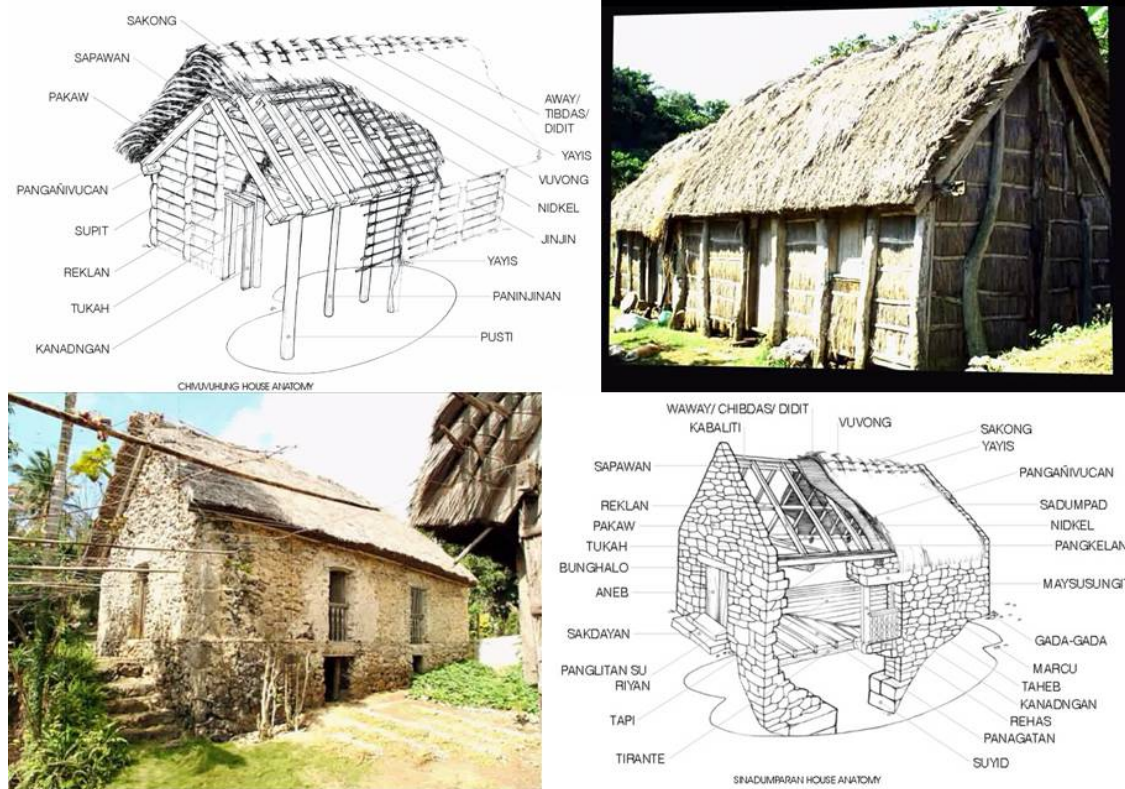 SAKONG
SAPAWAN
PAKAW
PANGAÑIVUCAN
SUPIT
REKLAN
TUKAH
KANADNGAN
AWAY/
TIBDAS/
DIDIT
YAYIS
VUVONG
NIDKEL
JINJIN
YAYIS
PANINJINAN
PUSTI
CHIVUVUHUNG HOUSE ANATOMY
WAWAY/ CHIBDAS/ DIDIT
KABALITI
SAPAWAN
REKLAN
PAKAW
TUKAH
BUNGHALO
ANEB
SAKDAYAN
PANGLITAN SU
RIYAN
TAPI
TIRANTE
VUVONG
SAKONG
YAYIS
PANGAÑIVUCAN
SADUMPAD
NIDKEL
PANGKELAN
MAYSUSUNGIT
GADA-GADA
MARCU
TAHEB
KANADNGAN
REHAS
PANAGATAN
SUYID
SINADUMPARAN HOUSE ANATOMY